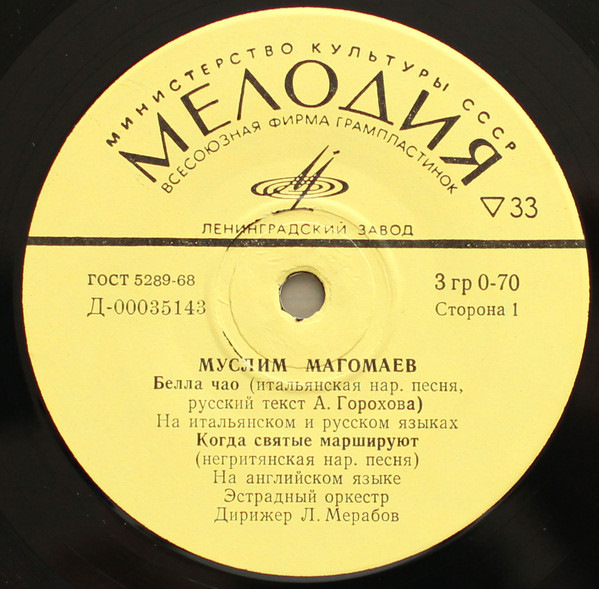 МИНИСТЕРСТВО КУЛЬТУРЫ СССР
МЕЛОДИЯ
ВСЕСОЮЗНАЯ ФИРМА ГРАМПЛАСТИНОК
▽33
ЛЕНИНГРАДСКИЙ ЗАВОД
ГОСТ 5289-68
3 гр 0-70
Д-00035143
Сторона 1
МУСЛИМ МАГОМАЕВ
Белла чао (итальянская нар. песня,
русский текст А. Горохова)
На итальянском и русском языках
Когда святые маршируют
(негритянская нар. песня)
На английском языке
Эстрадный оркестр
Дирижер Л. Мерабов